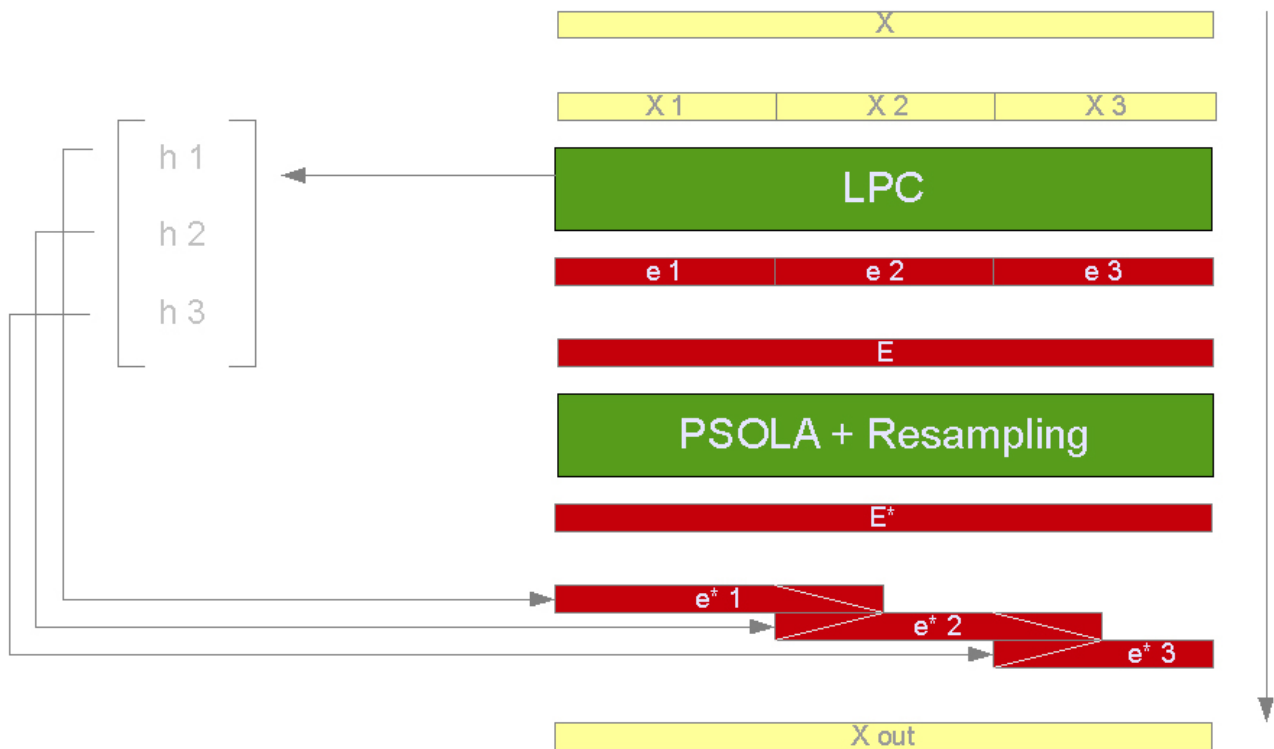 X
X 1 X 2 X 3
h 1
LPC
h 2
e 1 e 2 e 3
h 3
E
PSOLA + Resampling
E*
e* 1
e* 2
e* 3
X out